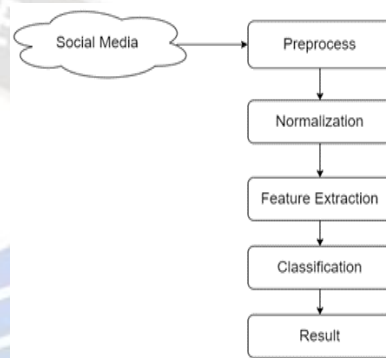 Social Media
Preprocess
Normalization
Feature Extraction
Classification
Result